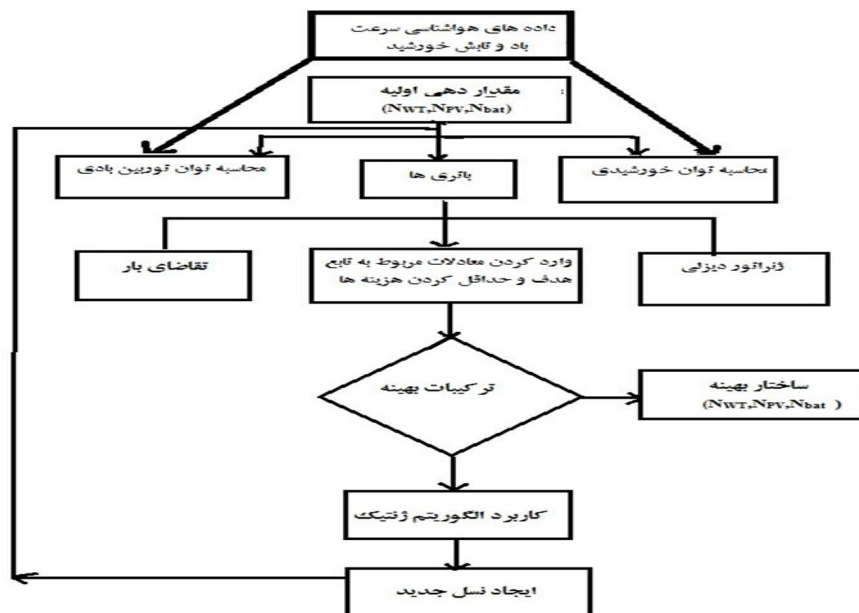 داده های هواشناسی سرعت
باد و تابش خورشید
مقدار دهی اولیه
(NWT,NPV,Nbat)
محاسبه توان خورشیدی
باتری ها
محاسبه توان توربین بادی
ژنراتور دیزلی
وارد کردن معادلات مربوط به تابع
هدف و حداقل کردن هزینه ها
تقاضای بار
ترکیبات بهینه
ساختار بهینه
(NWT,NPV,Nbat )
کاربرد الگوریتم ژنتیک
ایجاد نسل جدید